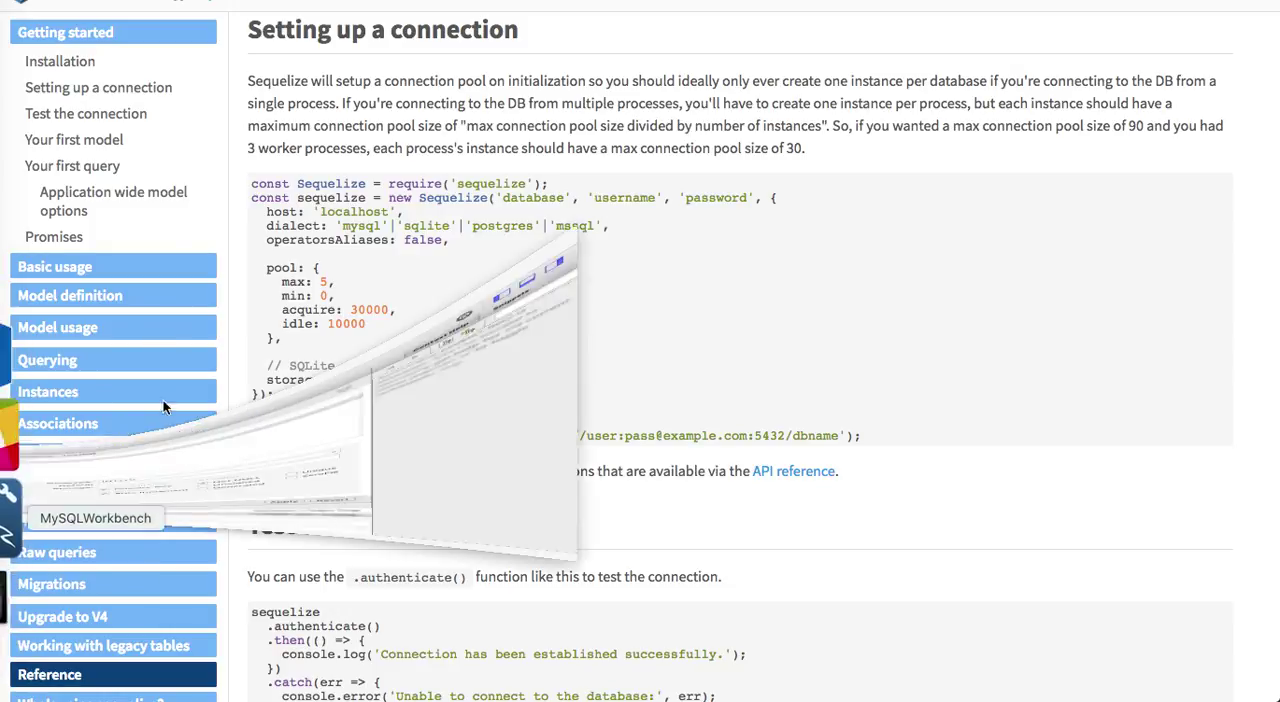 Getting started
Installation
Setting up a connection
Test the connection
Your first model
Your first query
Application wide model
options
Promises
Basic usage
Model definition
Model usage
Querying
Instances
Associations
MySQLWorkbench
Raw queries
Migrations
Upgrade to V4
Working with legacy tables
Reference
Setting up a connection
Sequelize will setup a connection pool on initialization so you should ideally only ever create one instance per database if you're connecting to the DB from a
single process. If you're connecting to the DB from multiple processes, you'll have to create one instance per process, but each instance should have a
maximum connection pool size of "max connection pool size divided by number of instances". So, if you wanted a max connection pool size of 90 and you had
3 worker processes, each process's instance should have a max connection pool size of 30.
const Sequelize = require('sequelize');
const sequelize = new Sequelize('database', 'username', 'password', {
host: 'localhost',
dialect: 'mysql'|'sqlite'|'postgres'|'mssql',
operatorsAliases: false,
pool: {
max: 5,
min: 0,
acquire: 30000,
idle: 10000
},
// SQLite
});
/user:pass@example.com:5432/dbname');
that are available via the API reference.
You can use the .authenticate() function like this to test the connection.
sequelize
.authenticate()
.then(() => {
console.log('Connection has been established successfully.');
})
.catch(err => {
console.error('Unable to connect to the database:', err);